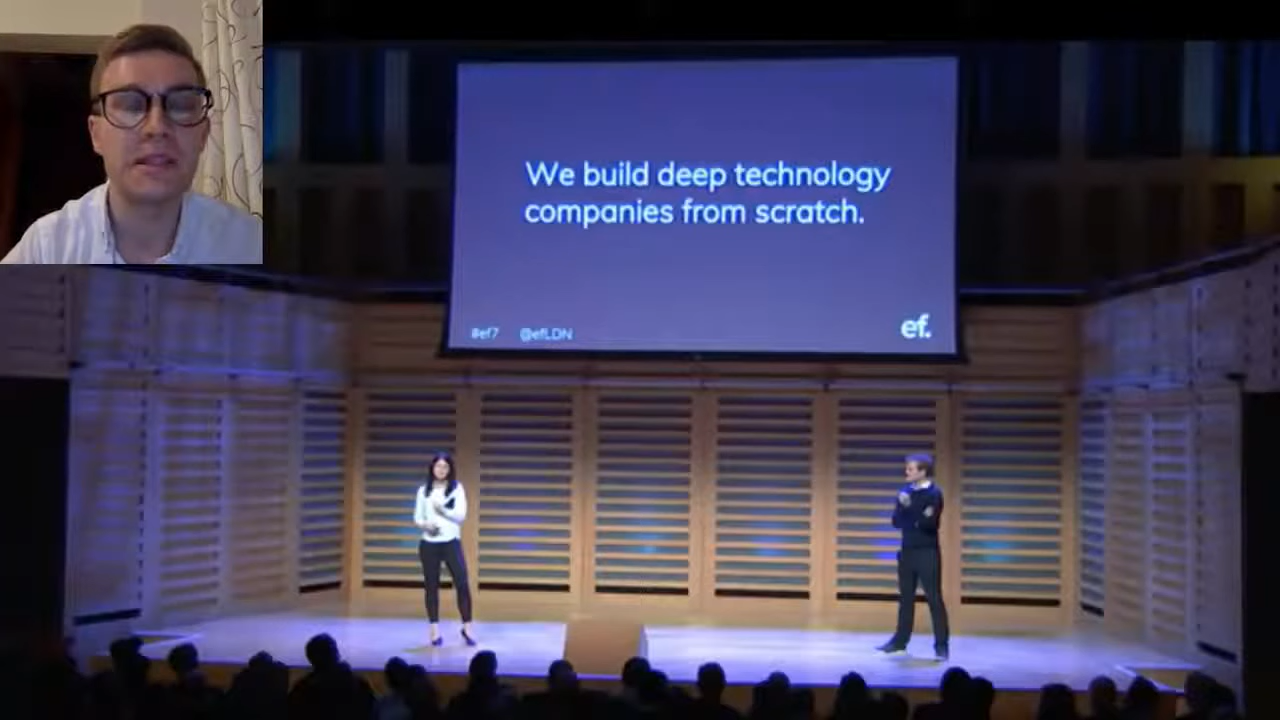 We build deep technology
companies from scratch.
#ef7 @efLDN
ef.